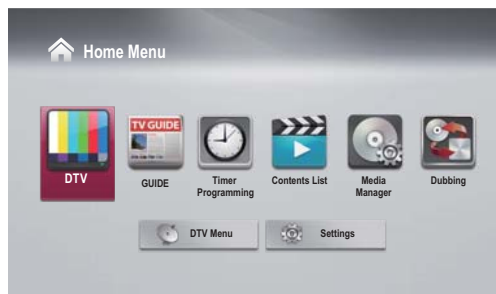 Home Menu
TV GUIDE
DTV
GUIDE
Timer
Programming
Contents List
Media
Manager
Dubbing
DTV Menu
Settings